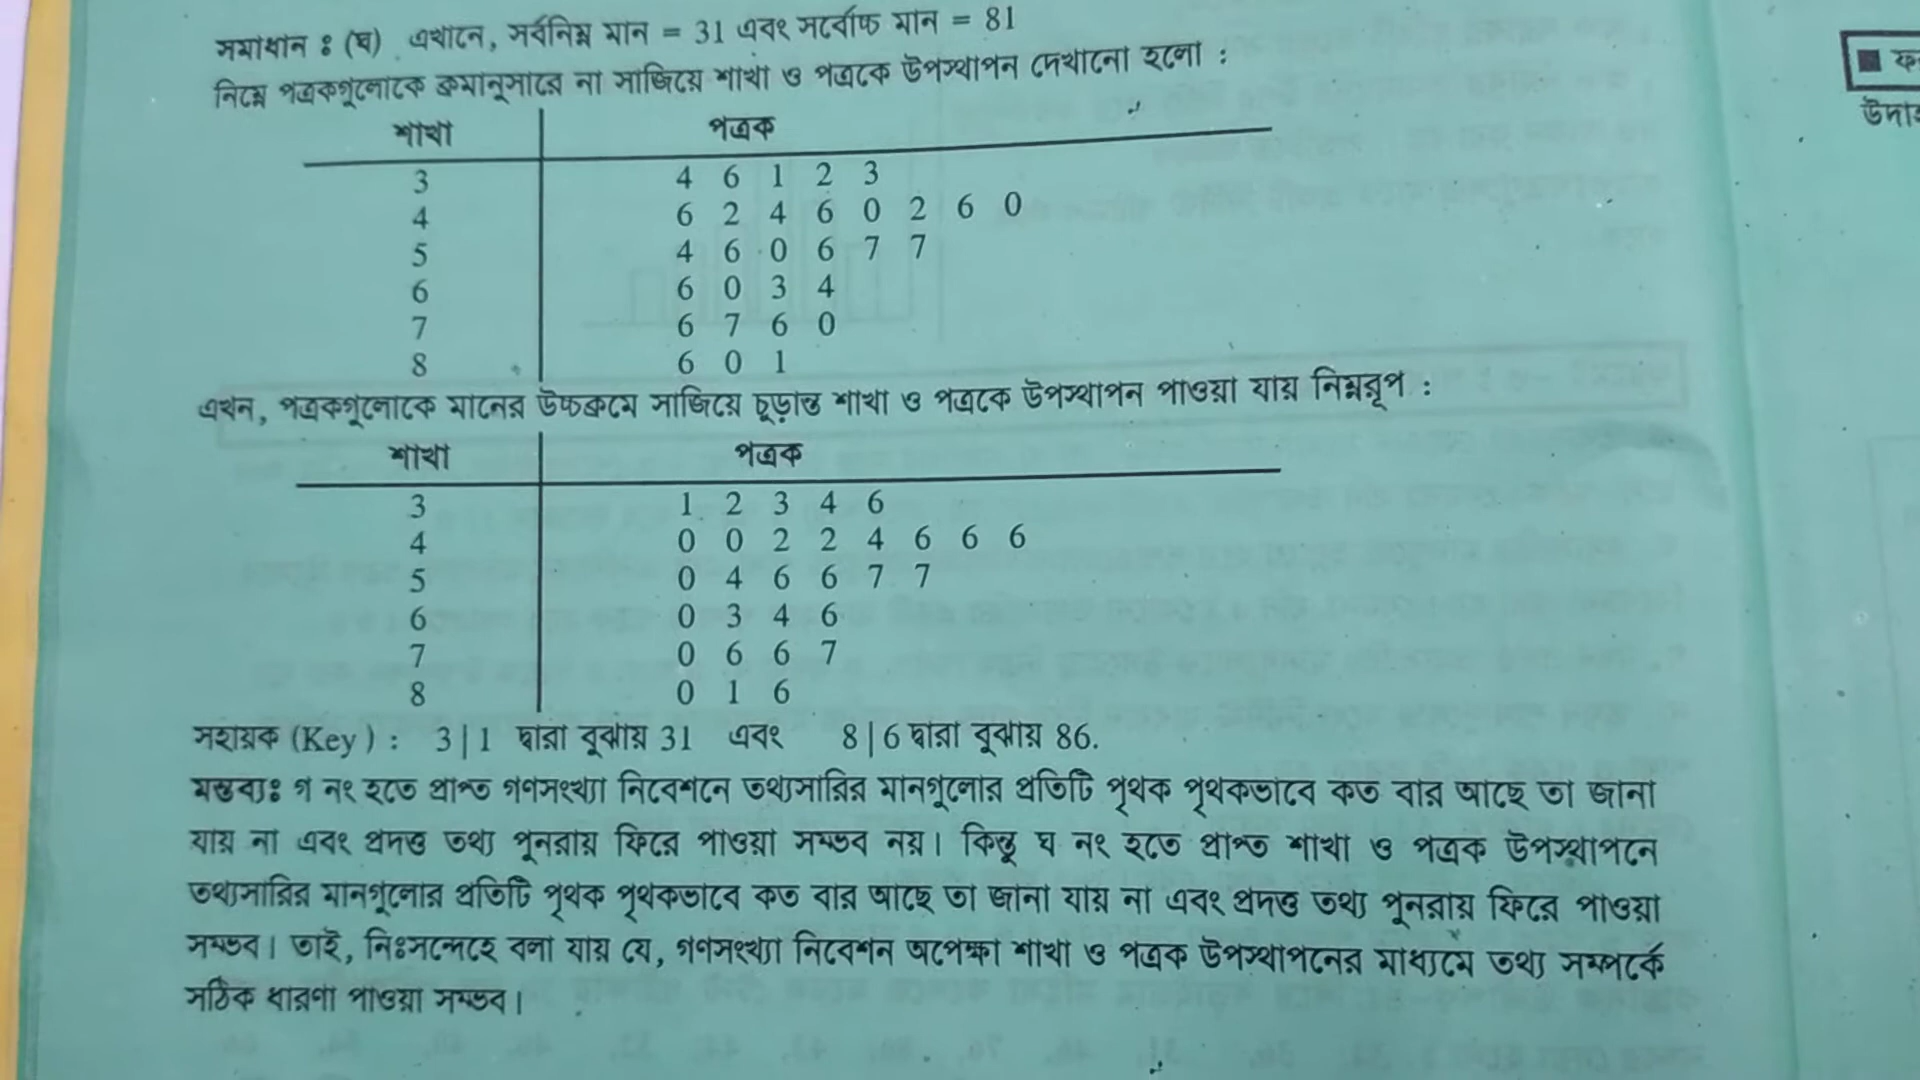 সমাধান ঃ (ঘ) এখানে, সর্বনিম্ন মান = 31 এবং সর্বোচ্চ মান = 81
নিম্নে পত্রকগুলোকে ক্রমানুসারে না সাজিয়ে শাখা ও পত্রকে উপস্থাপন দেখানো হলো :
শাখা পত্রক
3 4 6 1 2 3
4 6 2 4 6 0 2 6 0
5 4 6 0 6 7 7
6 6 0 3 4
7 6 7 6 0
8 6 0 1
এখন, পত্রকগুলোকে মানের উচ্চক্রমে সাজিয়ে চূড়ান্ত শাখা ও পত্রকে উপস্থাপন পাওয়া যায় নিম্নরূপ :
শাখা পত্রক
3 1 2 3 4 6
4 0 0 2 2 4 6 6 6
5 0 4 6 6 7 7
6 0 3 4 6
7 0 6 6 7
8 0 1 6
সহায়ক (Key) : 3 | 1 দ্বারা বুঝায় 31 এবং 8 | 6 দ্বারা বুঝায় 86.
মন্তব্যঃ গ নং হতে প্রাপ্ত গণসংখ্যা নিবেশনে তথ্যসারির মানগুলোর প্রতিটি পৃথক পৃথকভাবে কত বার আছে তা জানা
যায় না এবং প্রদত্ত তথ্য পুনরায় ফিরে পাওয়া সম্ভব নয়। কিন্তু ঘ নং হতে প্রাপ্ত শাখা ও পত্রক উপস্থাপনে
তথ্যসারির মানগুলোর প্রতিটি পৃথক পৃথকভাবে কত বার আছে তা জানা যায় না এবং প্রদত্ত তথ্য পুনরায় ফিরে পাওয়া
সম্ভব। তাই, নিঃসন্দেহে বলা যায় যে, গণসংখ্যা নিবেশন অপেক্ষা শাখা ও পত্রক উপস্থাপনের মাধ্যমে তথ্য সম্পর্কে
সঠিক ধারণা পাওয়া সম্ভব।